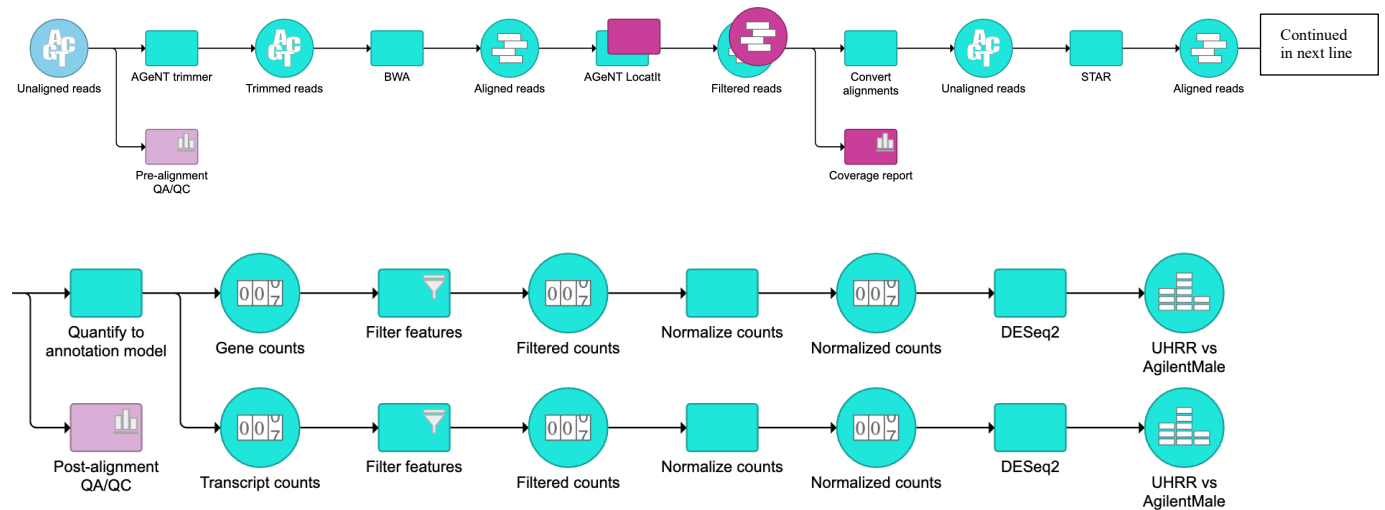 Unaligned reads
AGeNT trimmer
Trimmed reads
BWA
Aligned reads
AGeNT LocatIt
Filtered reads
Convert
alignments
Unaligned reads
STAR
Aligned reads
Continued
in next line
Pre-alignment
QA/QC
Coverage report
Quantify to
annotation model
Gene counts
Filter features
Filtered counts
Normalize counts
Normalized counts
DESeq2
UHRR vs
AgilentMale
Post-alignment
QA/QC
Transcript counts
Filter features
Filtered counts
Normalize counts
Normalized counts
DESeq2
UHRR vs
AgilentMale